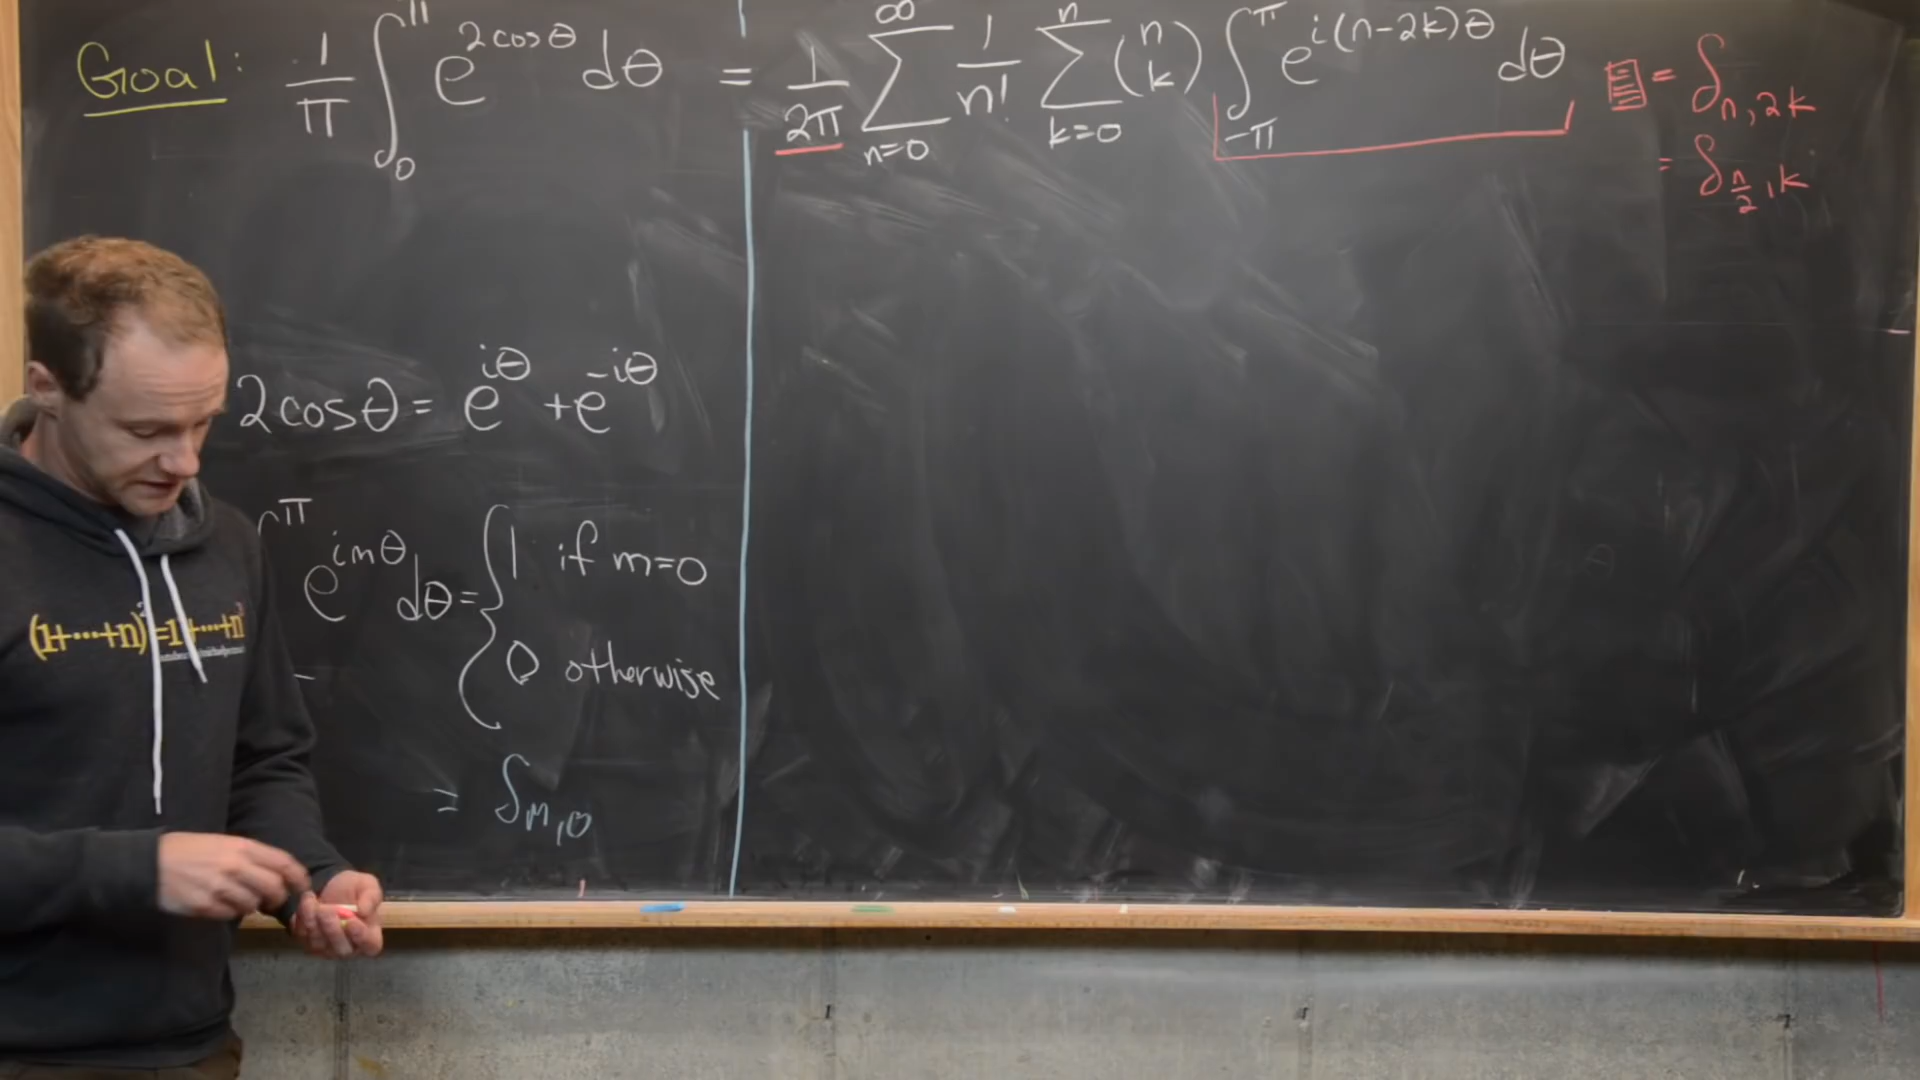 Goal: 1/π ∫_0^π e^{2cosθ} dθ = 1/2π ∑_{n=0}^{∞} 1/n! ∑_{k=0}^{n} (n k) ∫_{-π}^{π} e^{i(n-2k)θ} dθ = δ_{n,2k}
= δ_{n/2,k}
2cosθ = e^{iθ} + e^{-iθ}
∫^π e^{imθ} dθ = { 1 if m=0
0 otherwise
= δ_{m,0}
(1+⋯+n)²=1³+⋯+n³